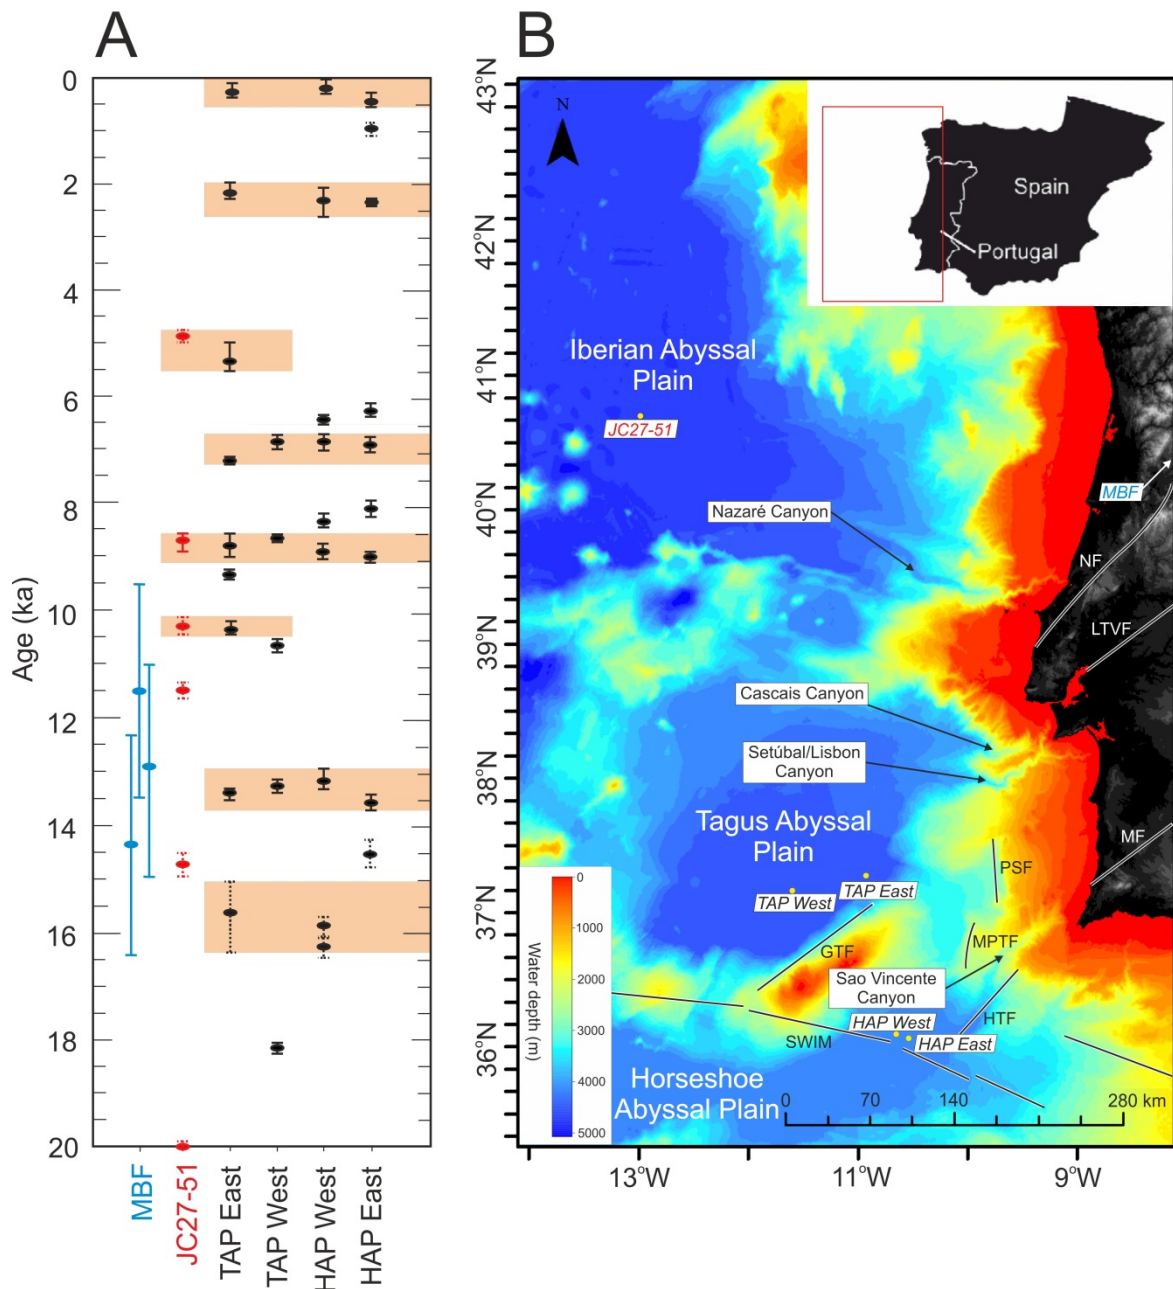 A
0
2
4
6
8
10
12
14
16
18
20
Age (ka)
MBF
JC27-51
TAP East
TAP West
HAP West
HAP East
B
43°N
42°N
41°N
40°N
39°N
38°N
37°N
36°N
N
Spain
Portugal
Iberian Abyssal
Plain
JC27-51
MBF
Nazaré Canyon
NF
LTVF
Cascais Canyon
Setúbal/Lisbon
Canyon
Tagus Abyssal
Plain
MF
PSF
TAP East
TAP West
MPTF
GTF
Sao Vincente
Canyon
HAP West
HTF
HAP East
SWIM
Horseshoe
Abyssal Plain
0
1000
2000
3000
4000
5000
Water depth (m)
0
70
140
280 km
13°W
11°W
9°W